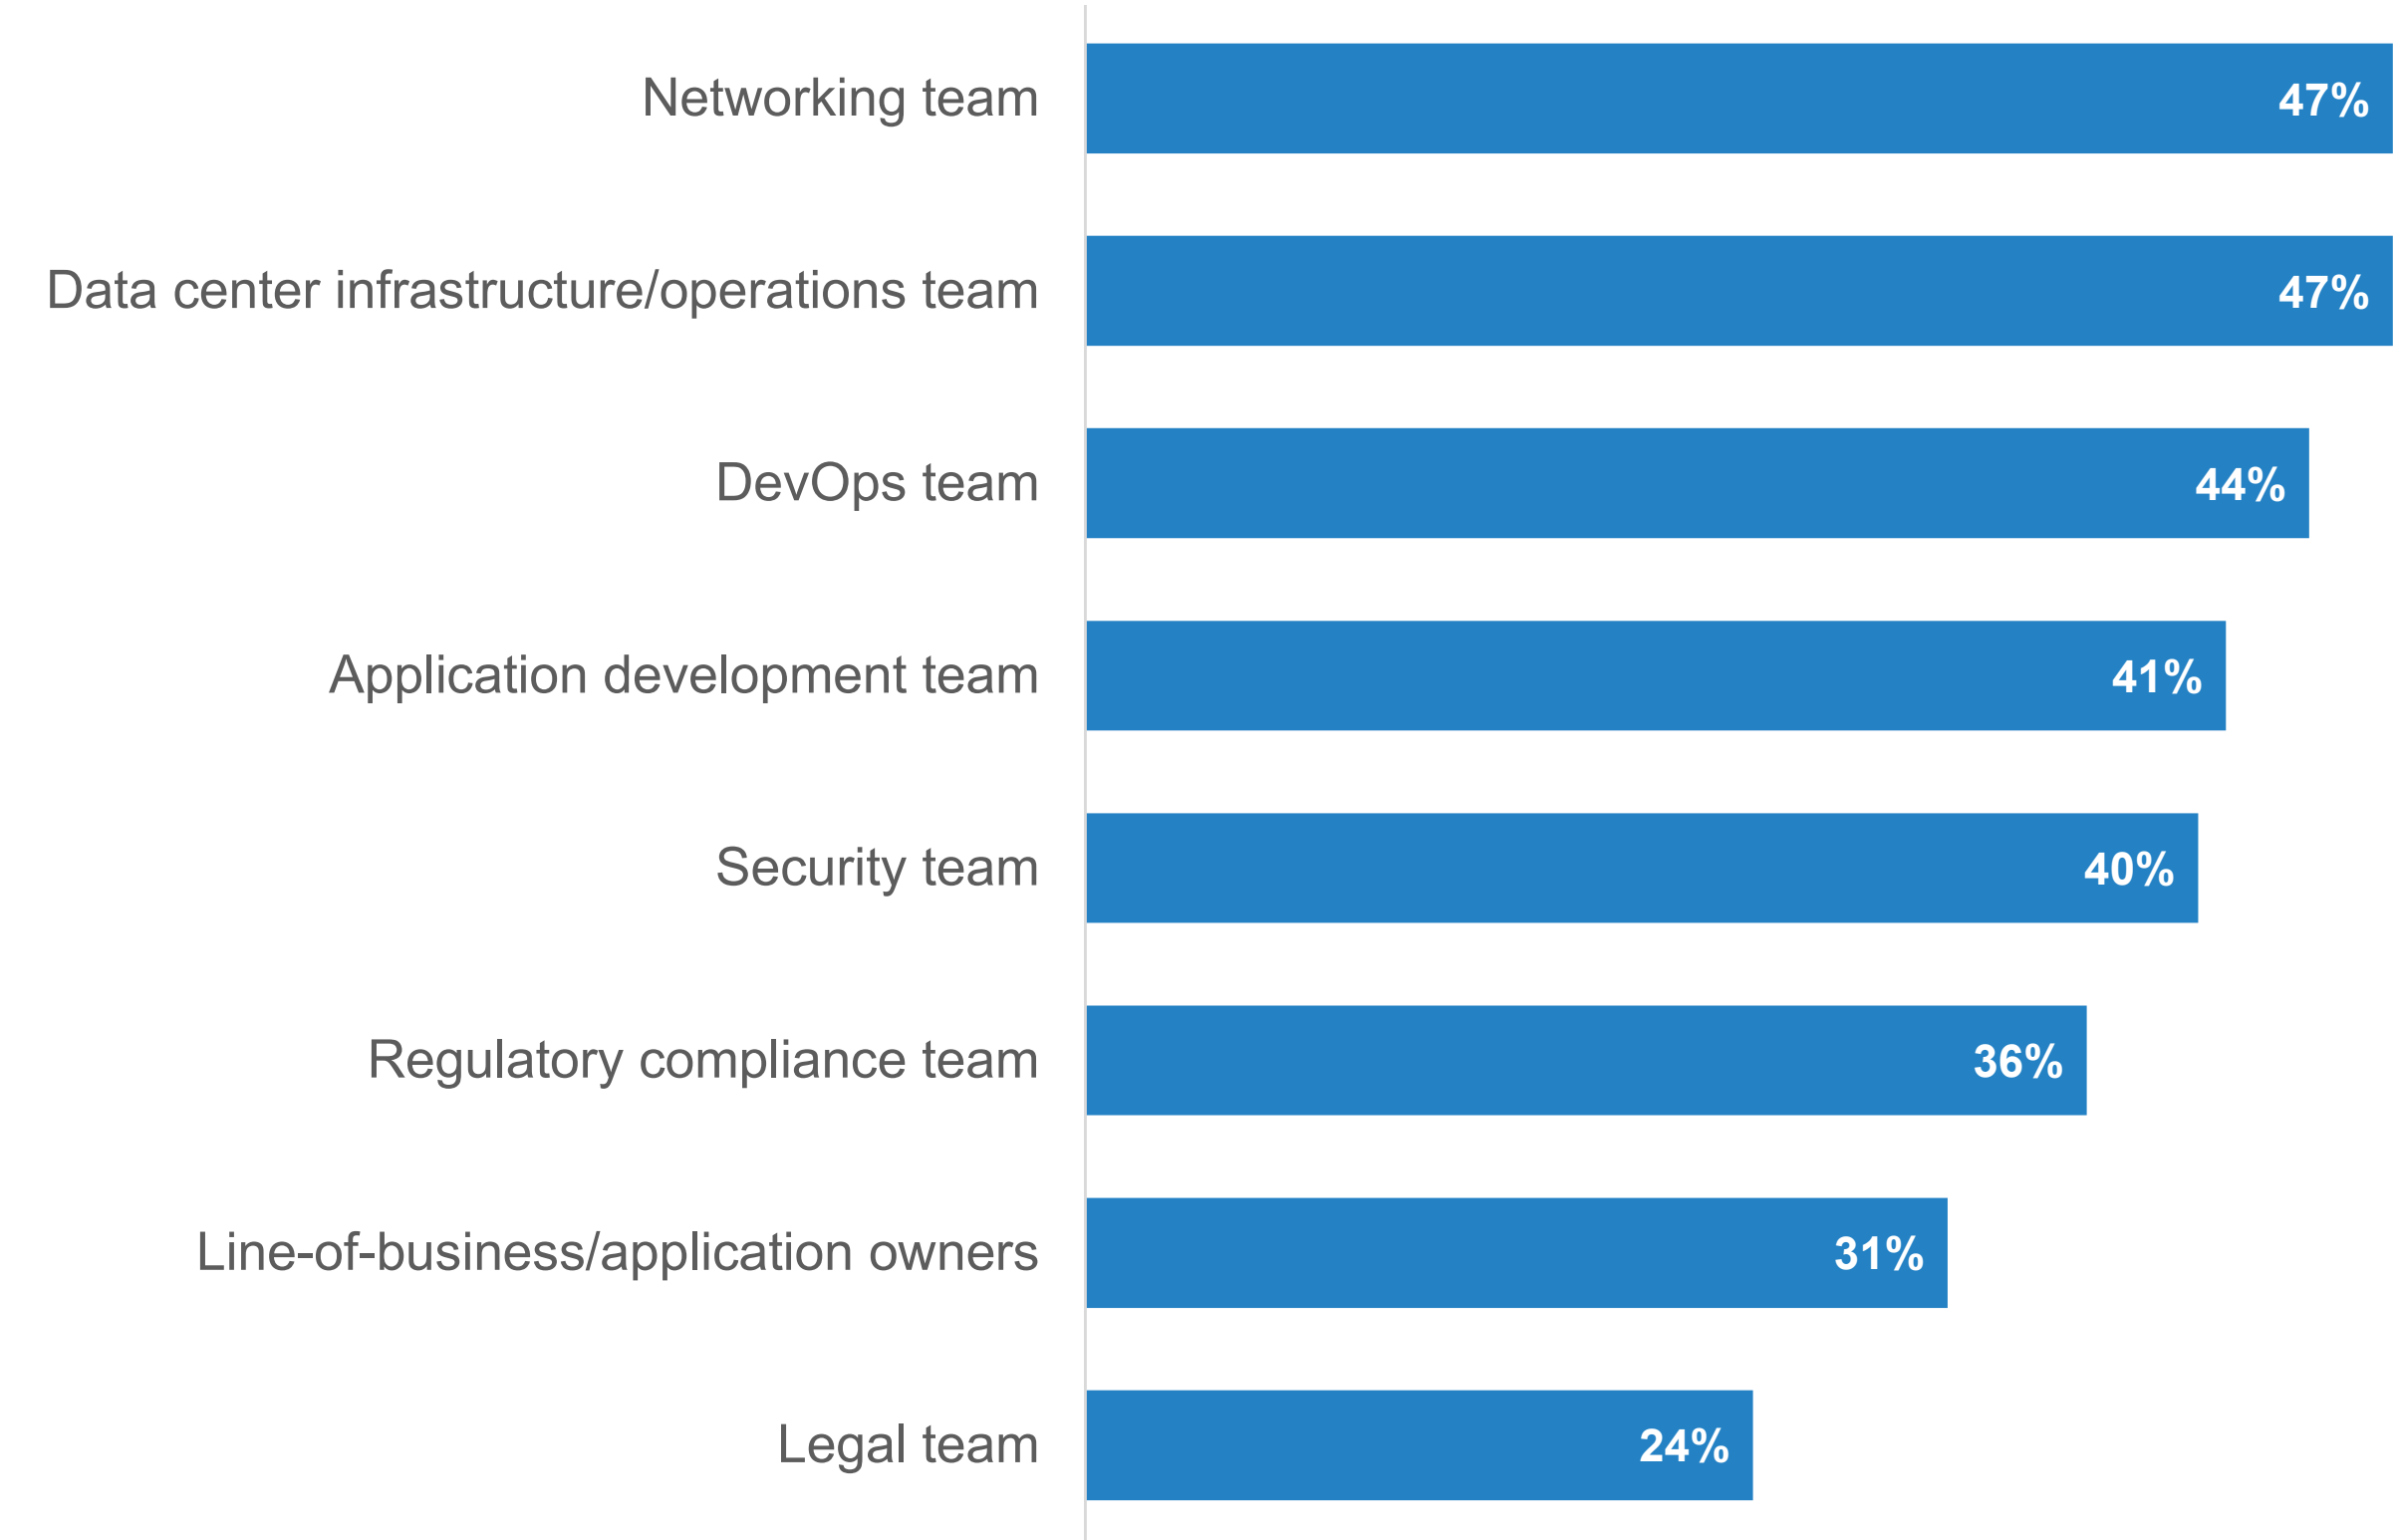 Networking team 47%
Data center infrastructure/operations team 47%
DevOps team 44%
Application development team 41%
Security team 40%
Regulatory compliance team 36%
Line-of-business/application owners 31%
Legal team 24%